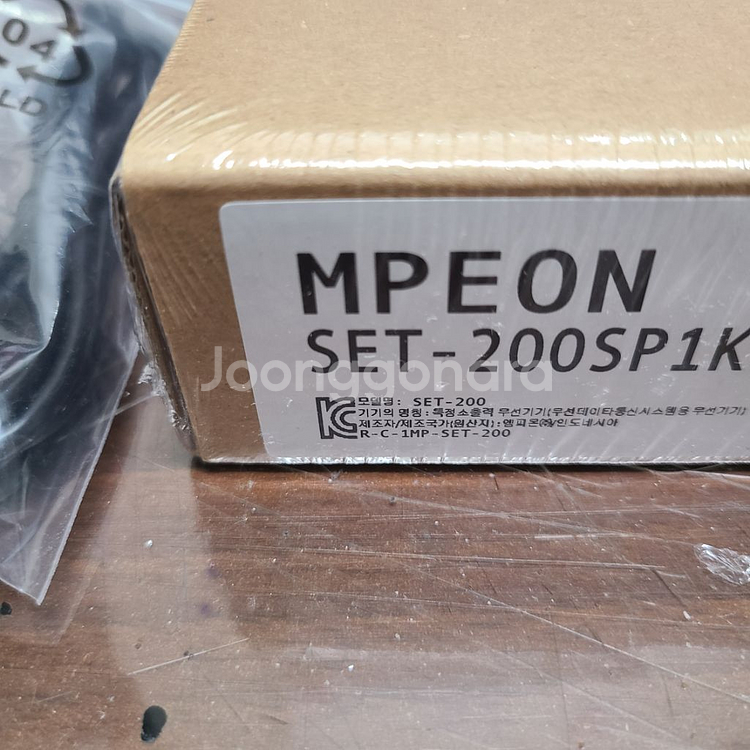 04
LD
MPEON
SET-200SP1K
Joonggonara
모델명: SET-200
기기의 명칭: 특정소출력 무선기기(무선데이타통신시스템용 무선기기)
제조자/제조국가(원산지): 엠피온㈜/인도네시아
R-C-1MP-SET-200